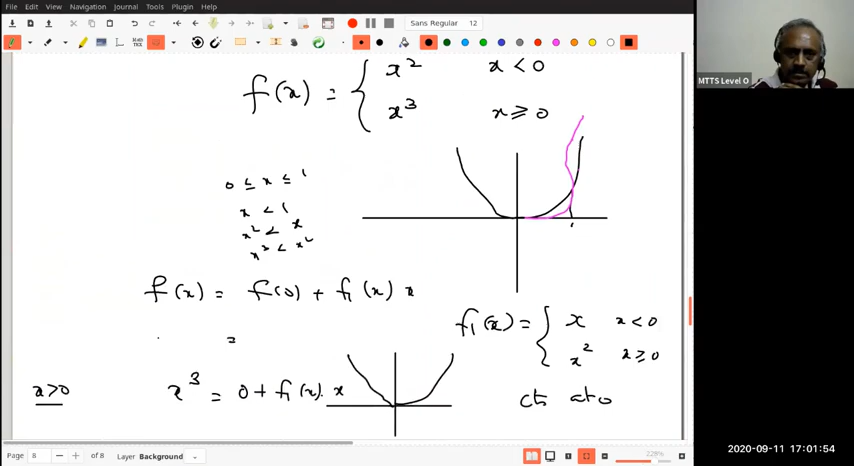 File Edit View Navigation Journal Tools Plugin Help
Sans Regular 12
f(x) = { x² x < 0
x³ x ⩾ 0
0 ≤ x ≤ 1
x < 1
x² < x
x³ < x²
1
f(x) = f(0) + f₁(x) x
=
f₁(x) = { x x < 0
x² x ≥ 0
x>0 x³ = 0 + f₁(x). x
cts at 0
MTTS Level O
2020-09-11 17:01:54
Page 8 of 8 Layer Background
229%